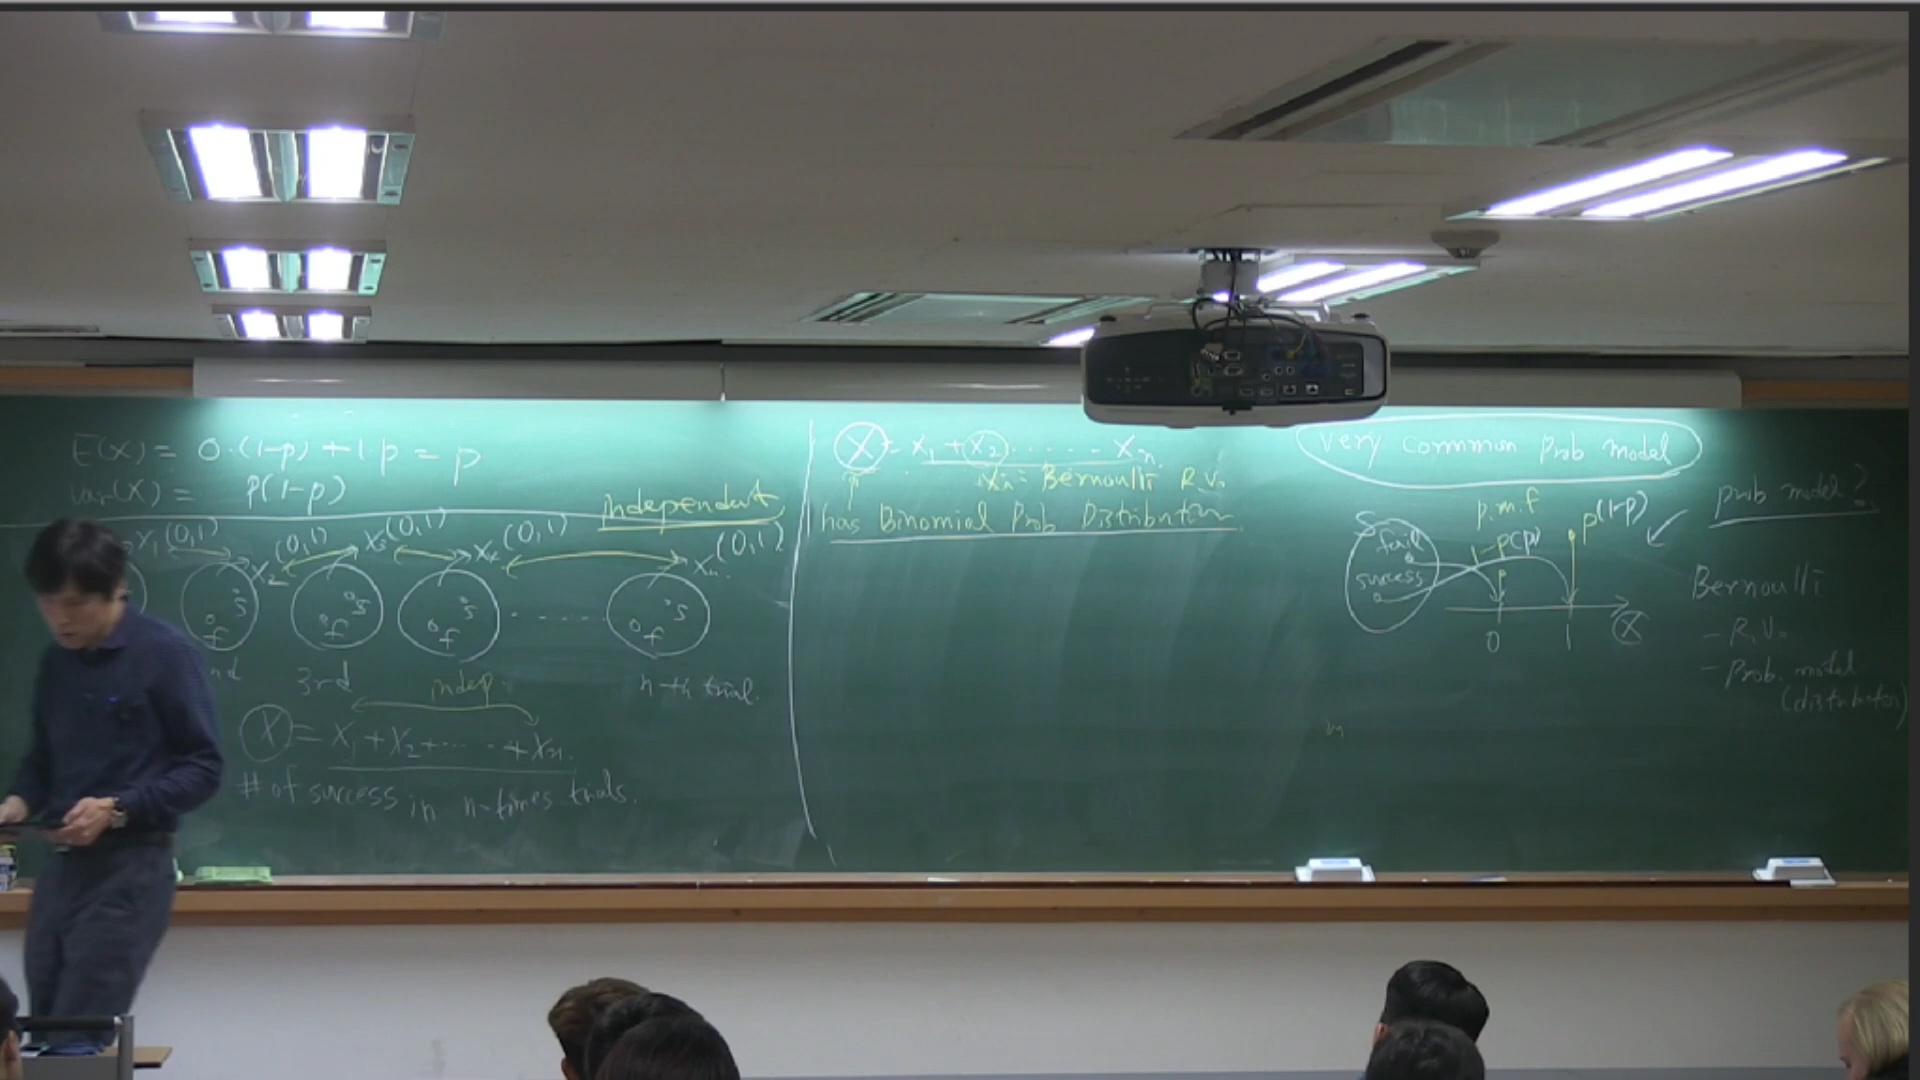 E(X) = 0·(1-p) + 1·p = p
Var(X) = p(1-p)
independent
X₁ (0,1) X₂ (0,1) X₃ (0,1) X₄ (0,1) Xₙ (0,1)
s f s f s f ..... s f
nd 3rd n-th trial.
indep.
X = X₁ + X₂ + ... + Xₙ.
# of success in n-times trials.
X = X₁ + X₂ ...... Xₙ
Xₙ: Bernoulli R.V.
has Binomial Prob Distribution
very common prob model
prob model?
S p.m.f
fail 1-p(p) p(1-p)
success
0 1 X
Bernoulli
- R.V.
- Prob. model
(distribution)